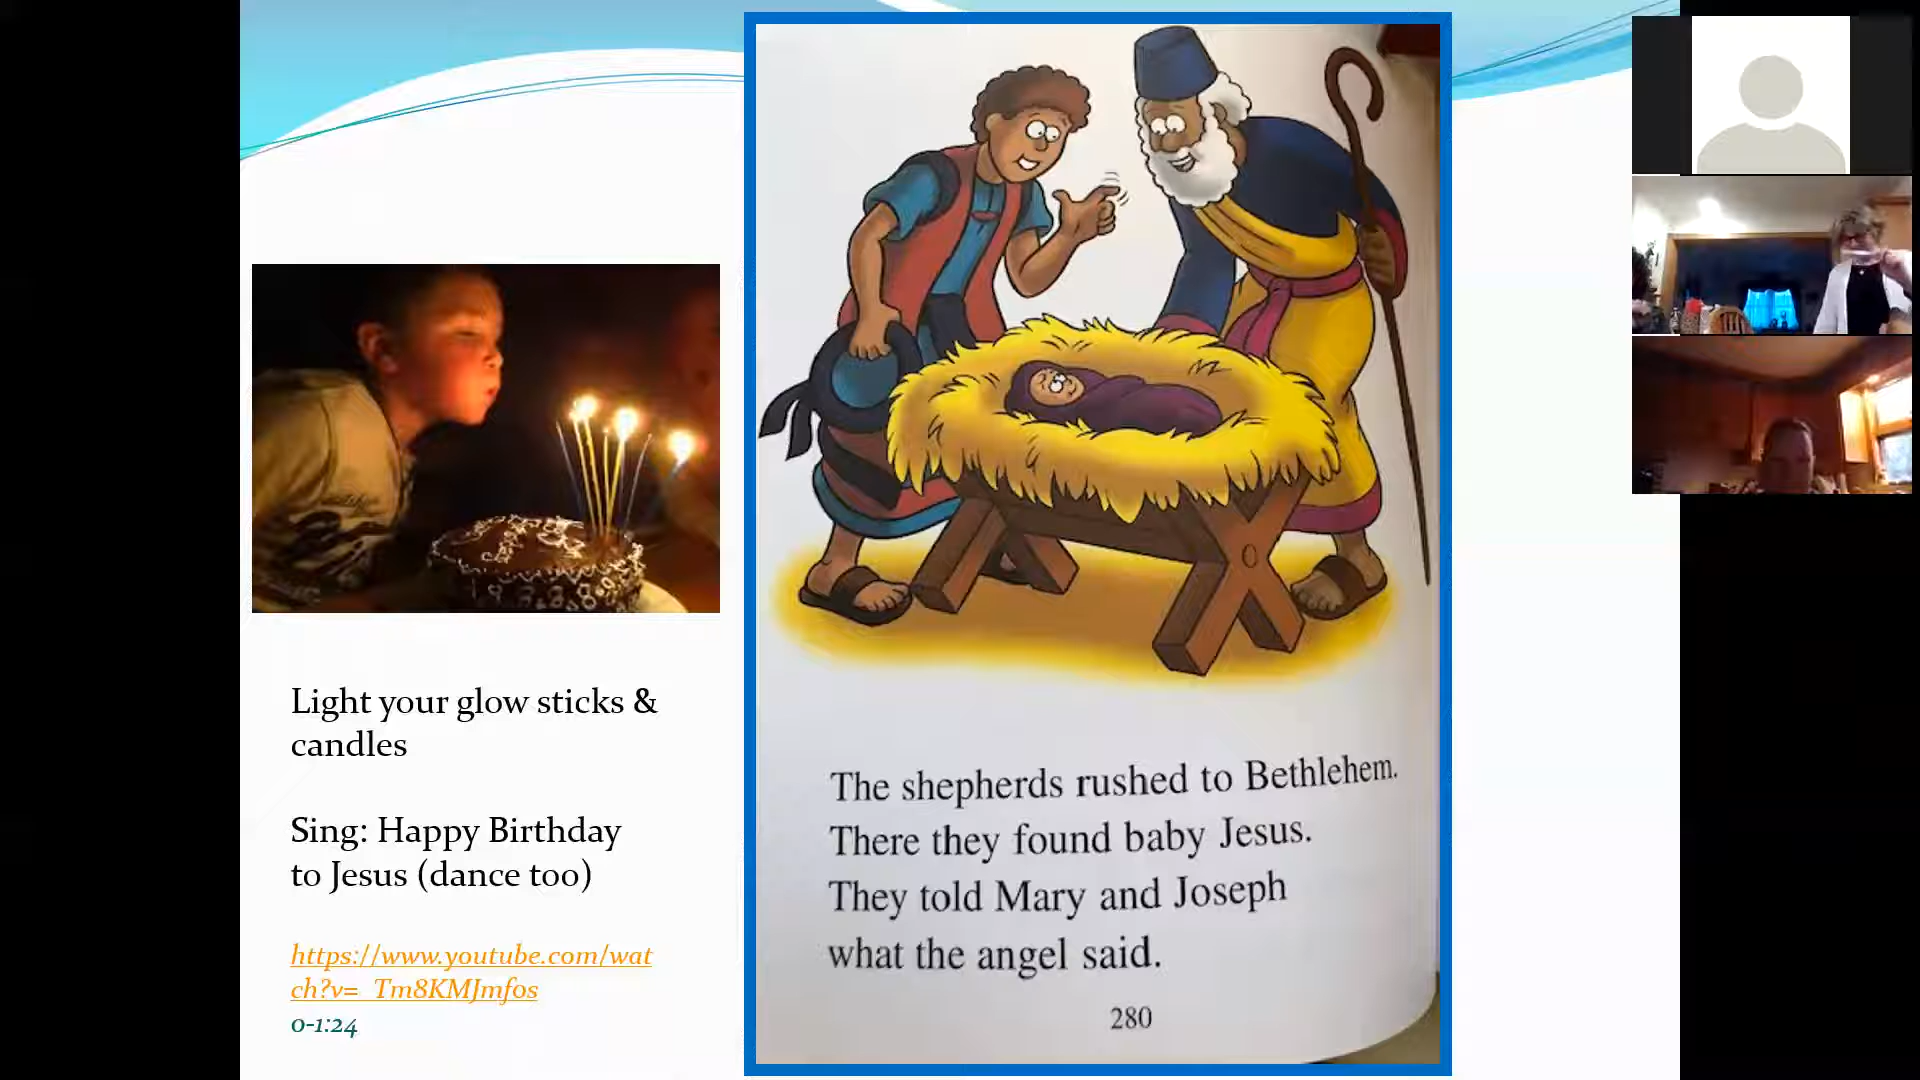 Light your glow sticks &
candles
Sing: Happy Birthday
to Jesus (dance too)
https://www.youtube.com/wat
ch?v=_Tm8KMJmfos
0-1:24
The shepherds rushed to Bethlehem.
There they found baby Jesus.
They told Mary and Joseph
what the angel said.
280